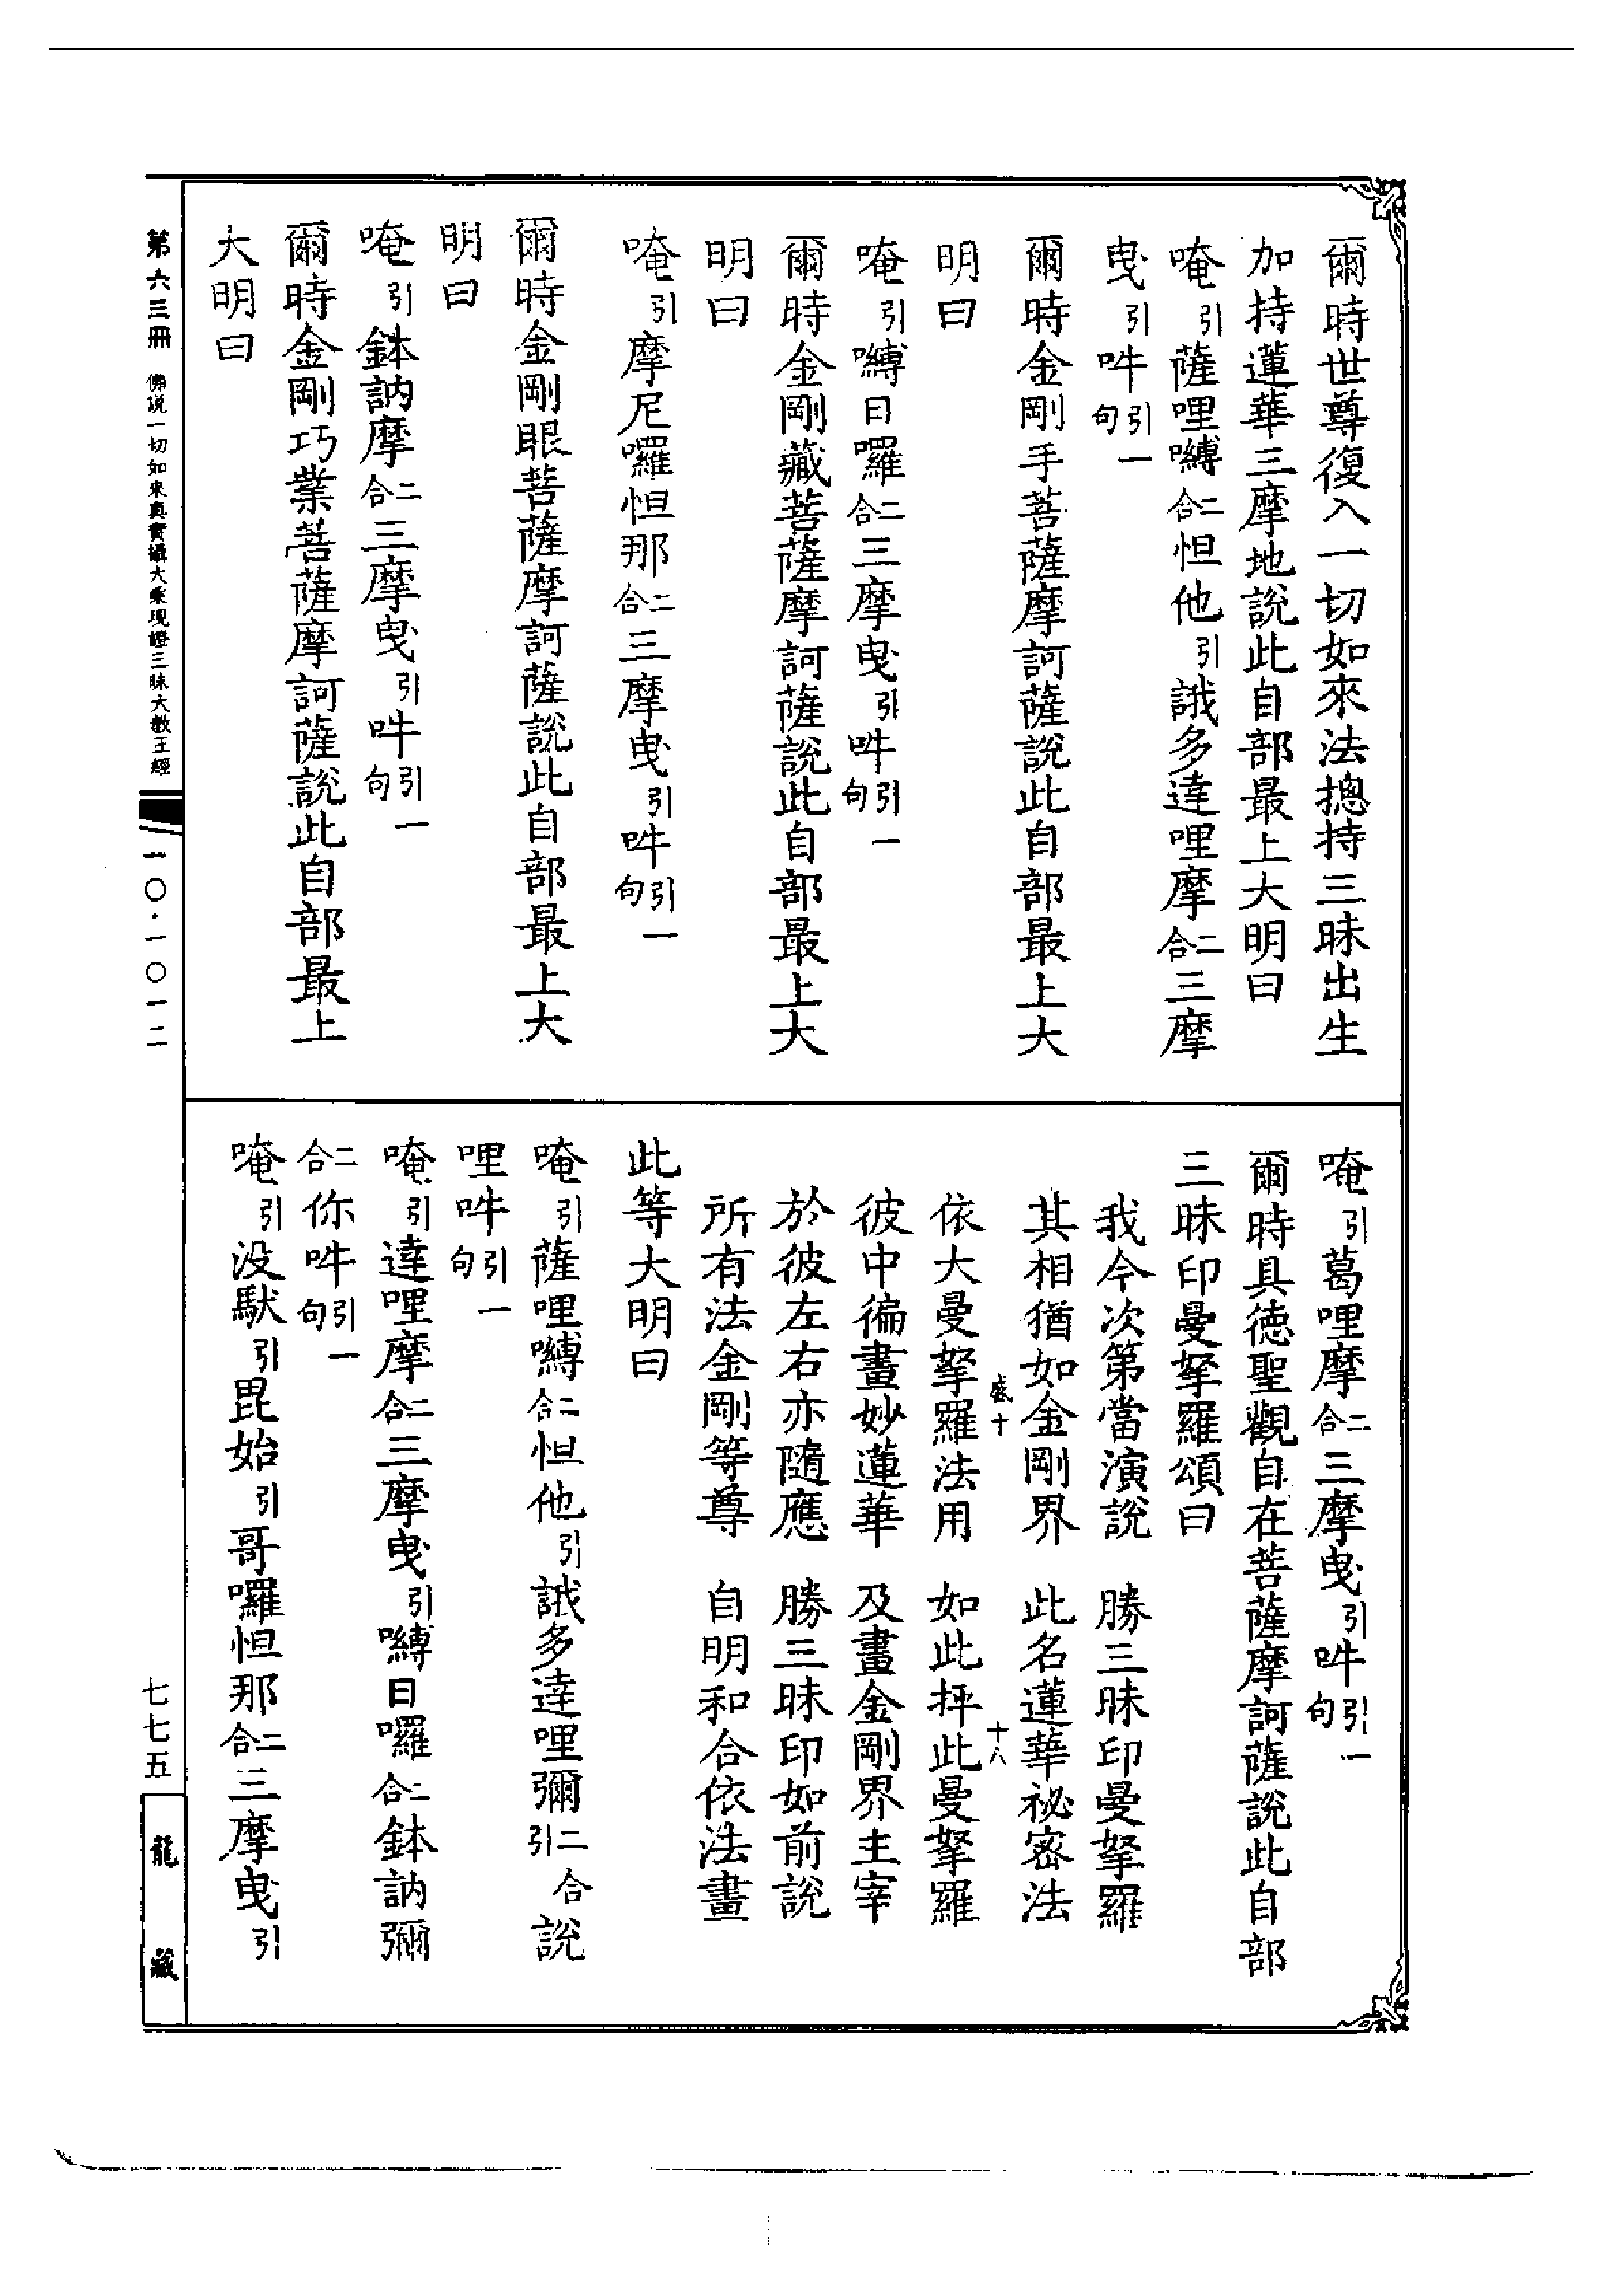 爾時世尊復入一切如來法摠持三昧出生
加持蓮華三摩地說此自部最上大明曰
唵引薩哩嚩二合怛他引誐多達哩摩二合三摩
曳引吽引一句
爾時金剛手菩薩摩訶薩說此自部最上大
明曰
唵引嚩日囉二合三摩曳引吽引一句
爾時金剛藏菩薩摩訶薩說此自部最上大
明曰
唵引摩尼囉怛那二合三摩曳引吽引一句
爾時金剛眼菩薩摩訶薩說此自部最上大
明曰
唵引鉢訥摩二合三摩曳引吽引一句
爾時金剛巧業菩薩摩訶薩說此自部最上
大明曰
唵引葛哩摩二合三摩曳引吽引一句
爾時具德聖觀自在菩薩摩訶薩說此自部
三昧印曼拏羅頌曰
我今次第當演說　勝三昧印曼拏羅
其相猶如金剛界　此名蓮華祕密法
盛十　十八
依大曼拏羅法用　如此抨此曼拏羅
彼中徧畫妙蓮華　及畫金剛界主宰
於彼左右亦隨應　勝三昧印如前說
所有法金剛等尊　自明和合依法畫
此等大明曰
唵引薩哩嚩二合怛他引誐多達哩彌二合引說
哩吽引一句
唵引達哩摩二合三摩曳引嚩日囉二合鉢訥彌
二合你吽引一句
唵引没馱引毘始引哥囉怛那二合三摩曳引
第六三冊　佛說一切如來真實攝大乘現證三昧大教王經
一〇·一〇一二
七七五
龍藏